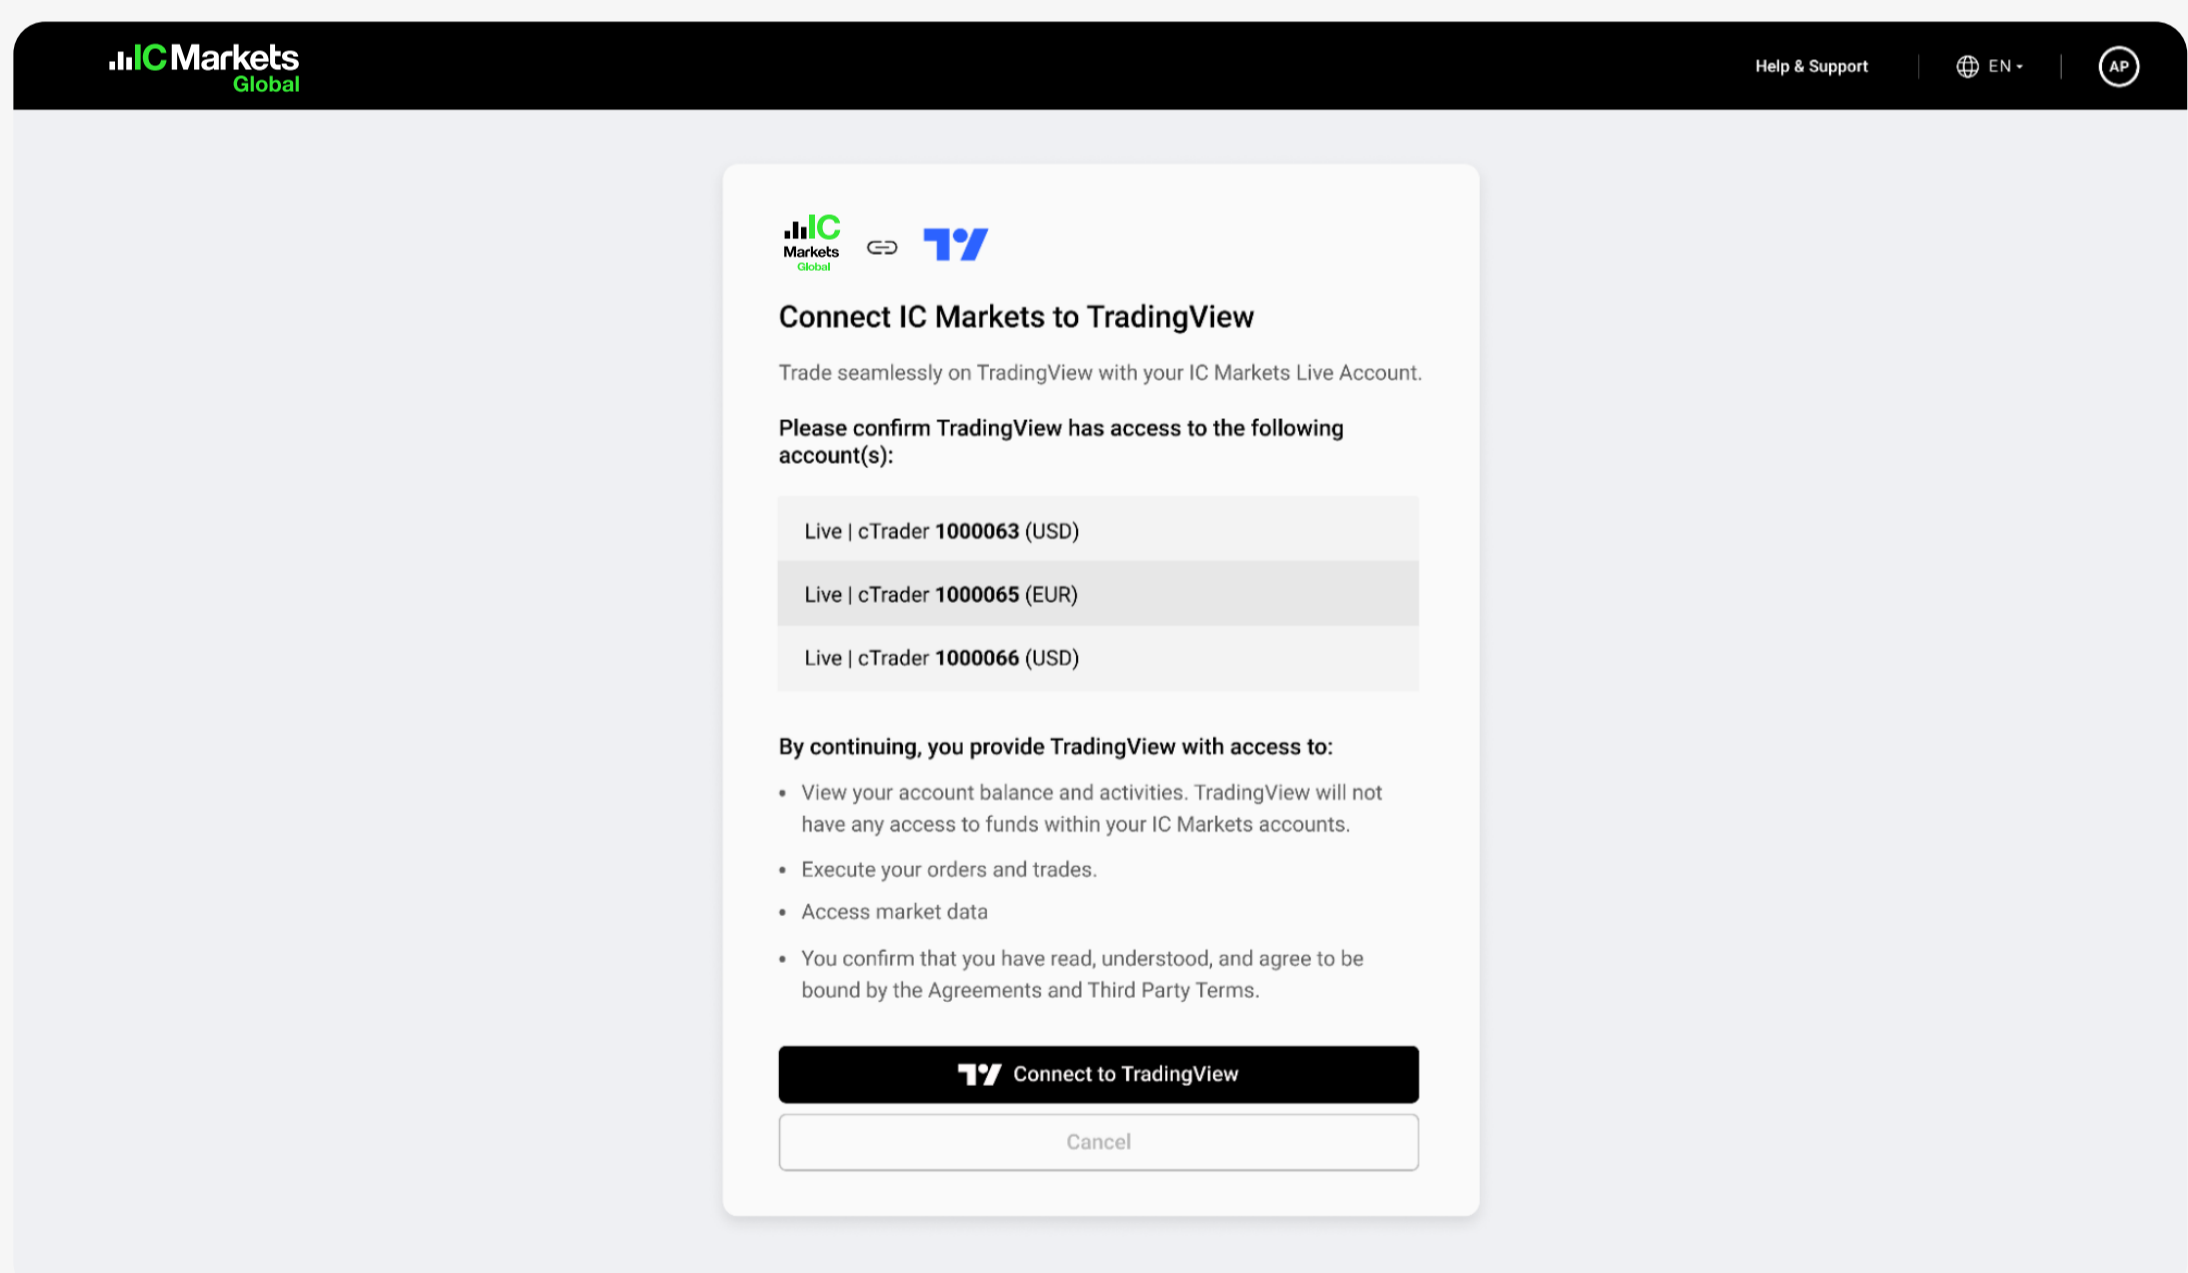 IC Markets
Global
Help & Support
EN
AP
IC
Markets
Global
Connect IC Markets to TradingView
Trade seamlessly on TradingView with your IC Markets Live Account.
Please confirm TradingView has access to the following
account(s):
Live | cTrader 1000063 (USD)
Live | cTrader 1000065 (EUR)
Live | cTrader 1000066 (USD)
By continuing, you provide TradingView with access to:
• View your account balance and activities. TradingView will not
have any access to funds within your IC Markets accounts.
• Execute your orders and trades.
• Access market data
• You confirm that you have read, understood, and agree to be
bound by the Agreements and Third Party Terms.
Connect to TradingView
Cancel